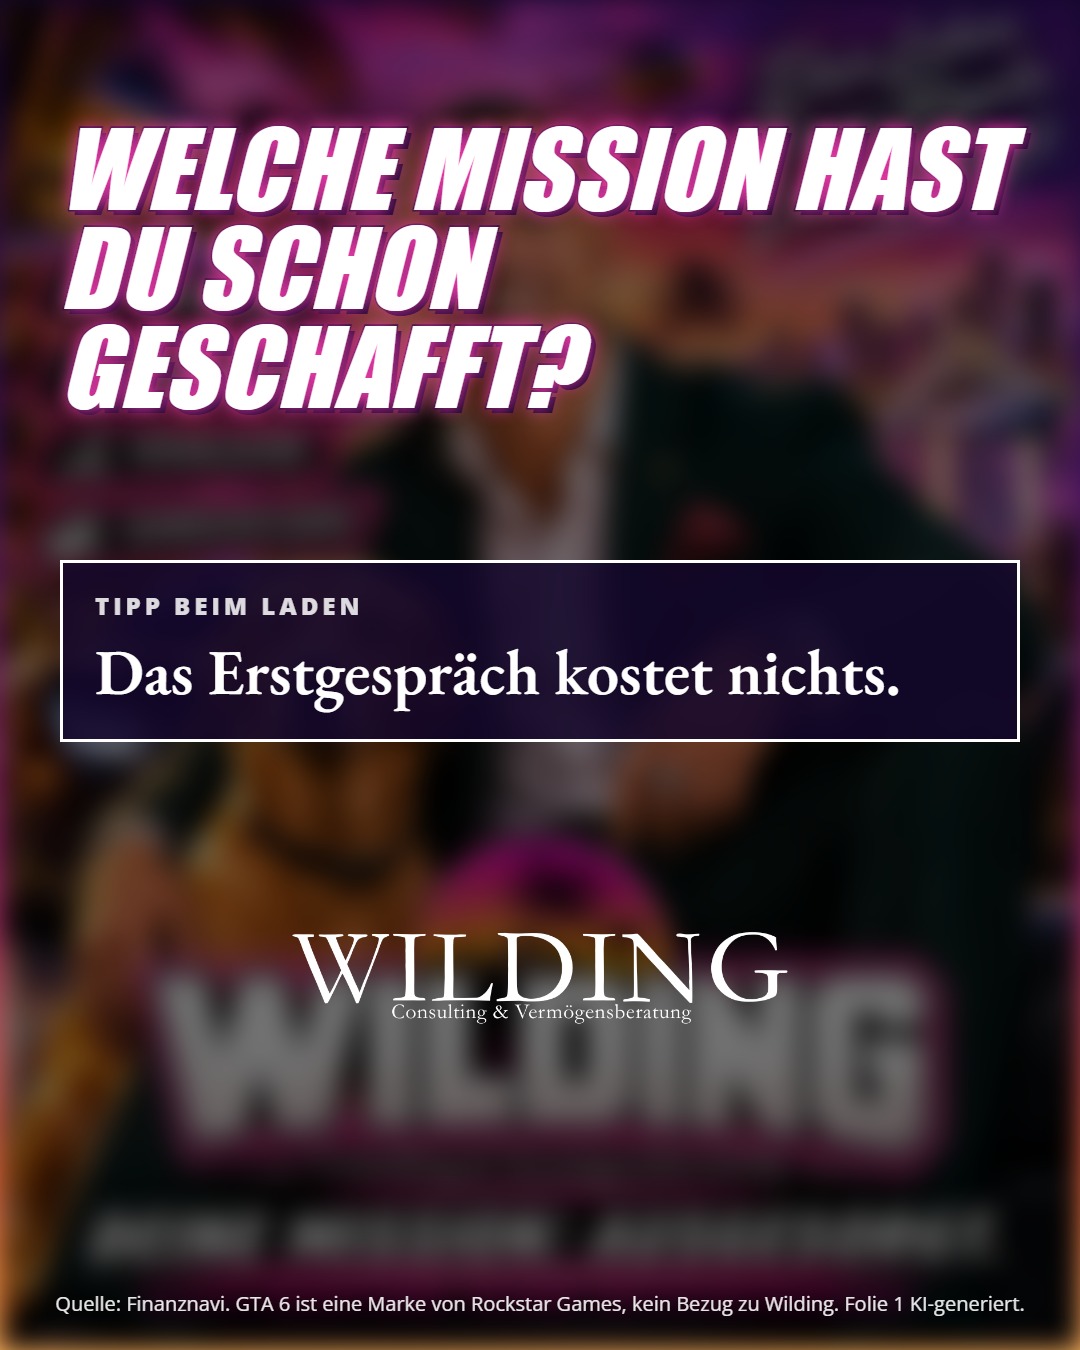 WELCHE MISSION HAST
DU SCHON
GESCHAFFT?
TIPP BEIM LADEN
Das Erstgespräch kostet nichts.
WILDING
Consulting & Vermögensberatung
WILDING
Quelle: Finanznavi. GTA 6 ist eine Marke von Rockstar Games, kein Bezug zu Wilding. Folie 1 KI-generiert.